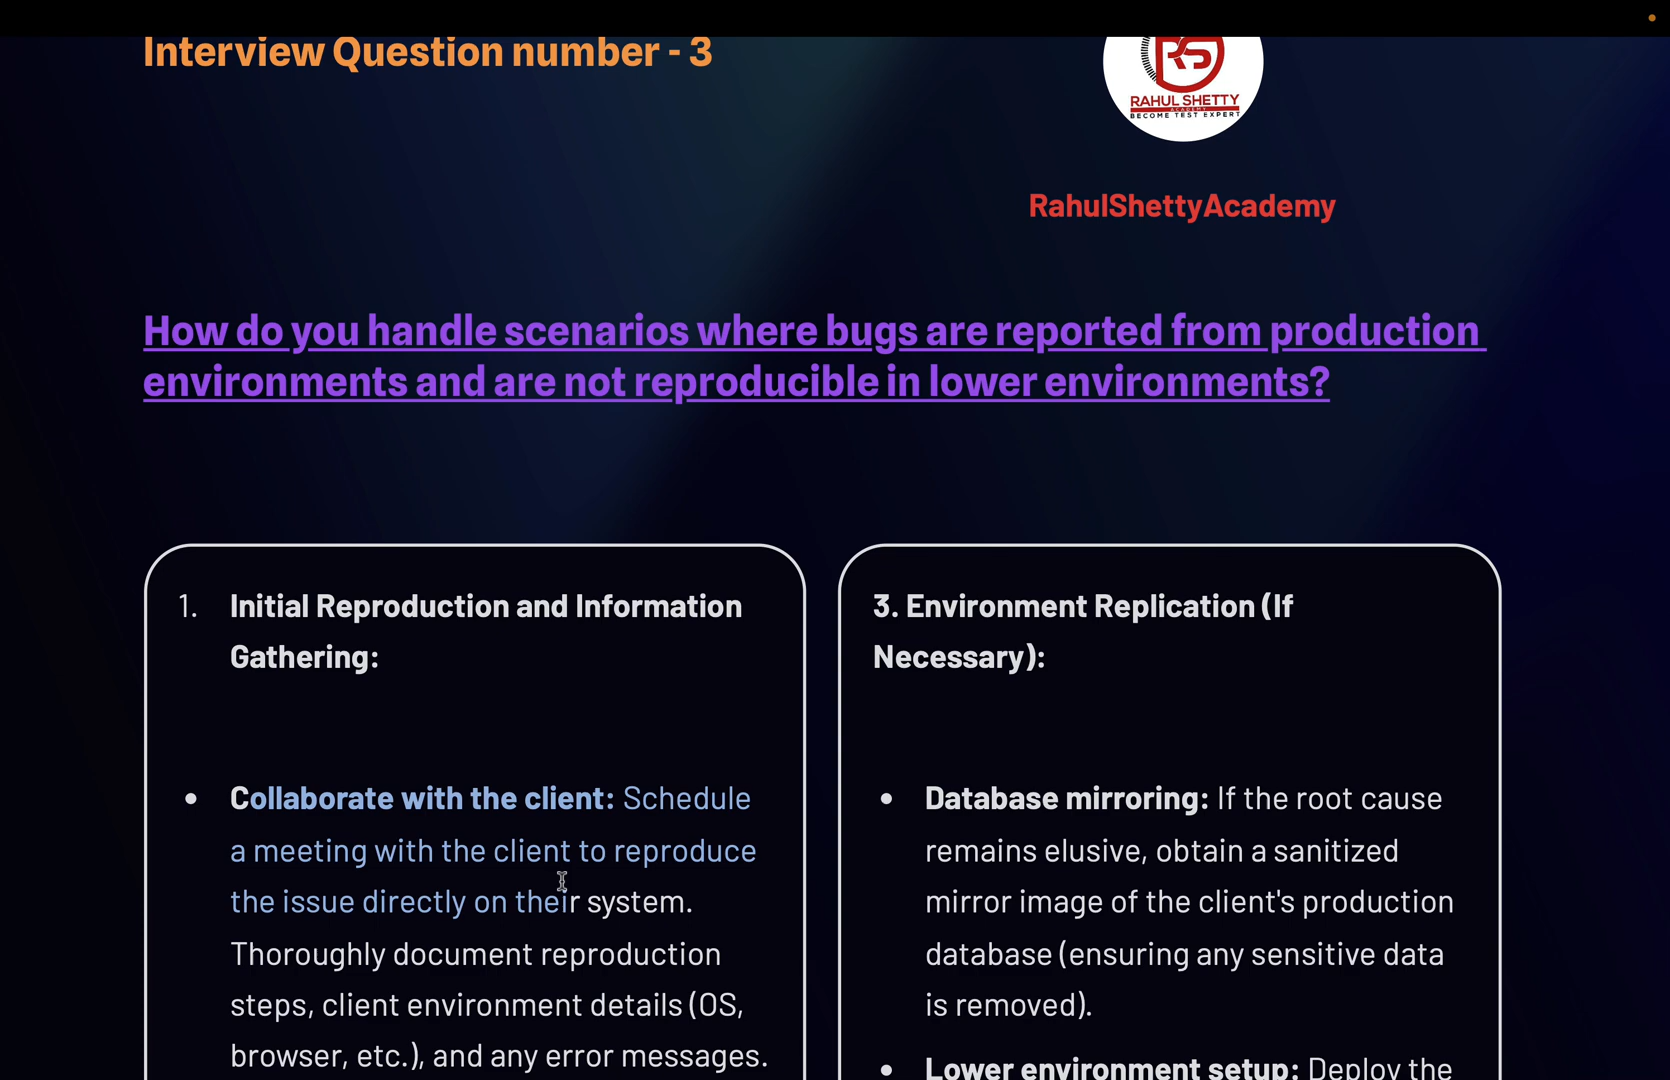 Interview Question number - 3
RS
RAHUL SHETTY
ACADEMY
BECOME TEST EXPERT
RahulShettyAcademy
How do you handle scenarios where bugs are reported from production
environments and are not reproducible in lower environments?
1. Initial Reproduction and Information
Gathering:
• Collaborate with the client: Schedule
a meeting with the client to reproduce
the issue directly on their system.
Thoroughly document reproduction
steps, client environment details (OS,
browser, etc.), and any error messages.
3. Environment Replication (If
Necessary):
• Database mirroring: If the root cause
remains elusive, obtain a sanitized
mirror image of the client's production
database (ensuring any sensitive data
is removed).
• Lower environment setup: Deploy the